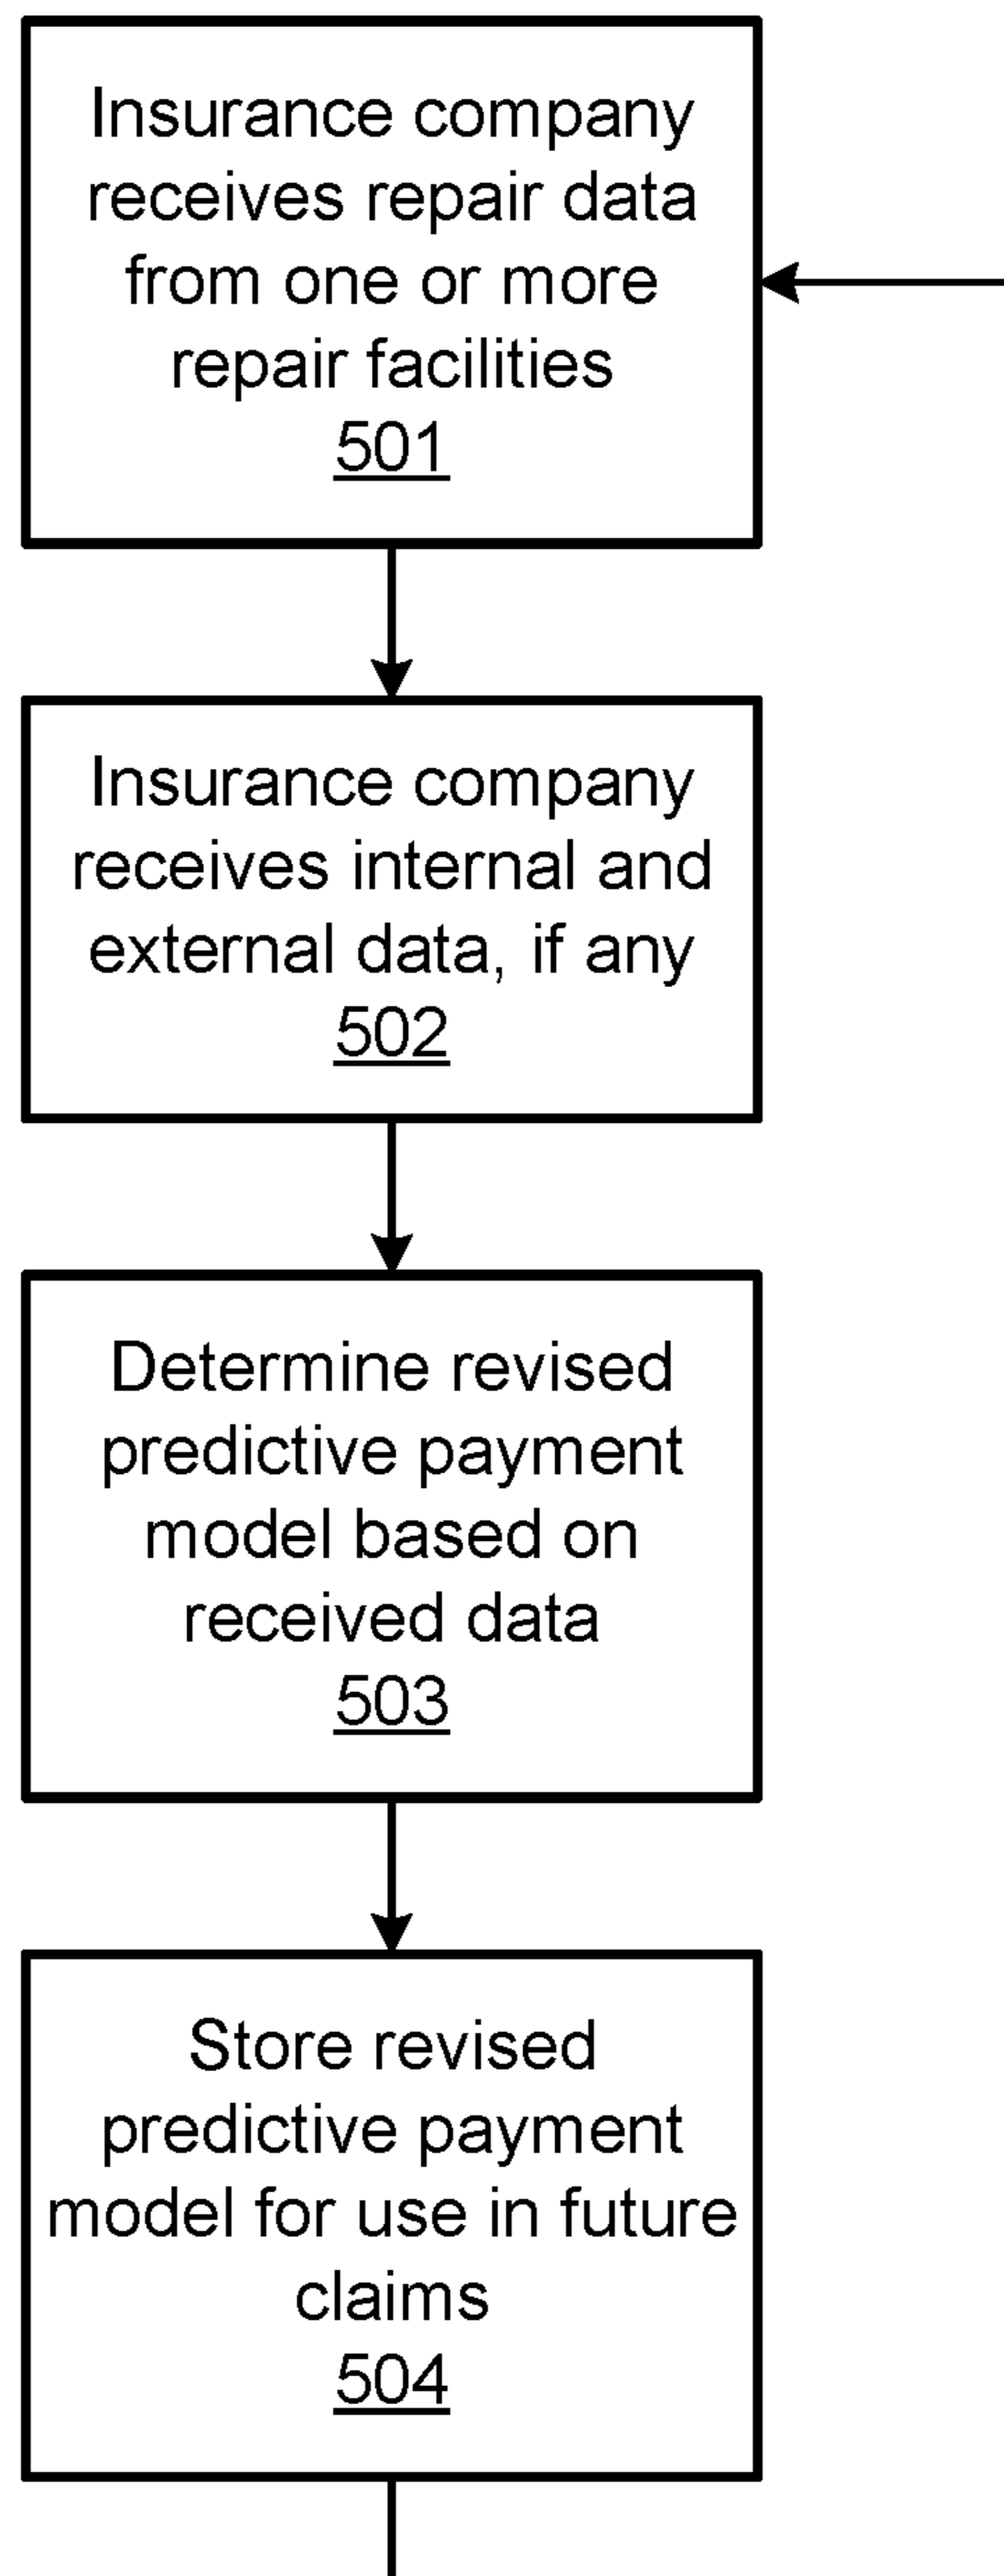 Insurance company
receives repair data
from one or more
repair facilities
501
Insurance company
receives internal and
external data, if any
502
Determine revised
predictive payment
model based on
received data
503
Store revised
predictive payment
model for use in future
claims
504